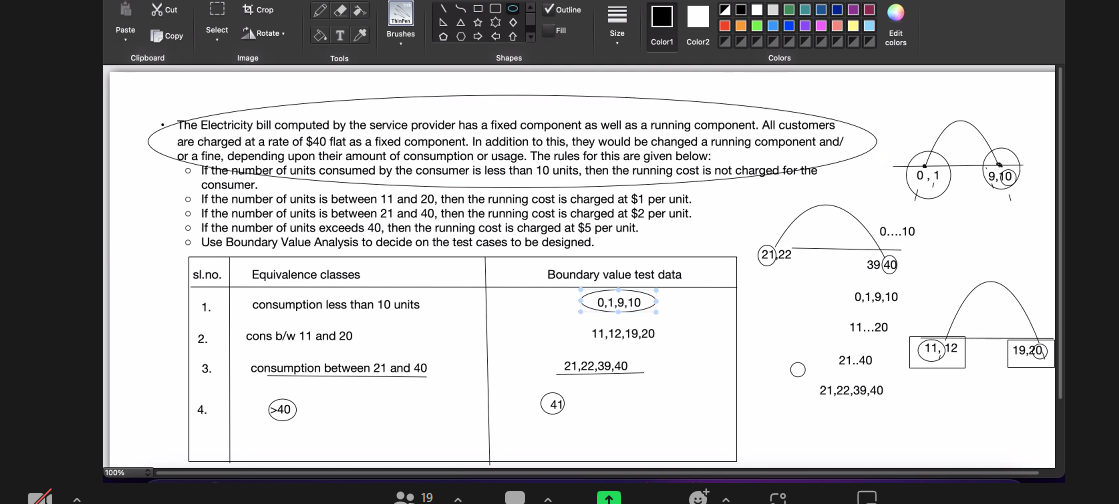 Cut
Crop
Outline
Paste
Copy
Select
Rotate
Brushes
Fill
Size
Color1
Color2
Edit
colors
Clipboard
Image
Tools
Shapes
Colors
• The Electricity bill computed by the service provider has a fixed component as well as a running component. All customers
are charged at a rate of $40 flat as a fixed component. In addition to this, they would be changed a running component and/
or a fine, depending upon their amount of consumption or usage. The rules for this are given below:
○ If the number of units consumed by the consumer is less than 10 units, then the running cost is not charged for the
consumer.
○ If the number of units is between 11 and 20, then the running cost is charged at $1 per unit.
○ If the number of units is between 21 and 40, then the running cost is charged at $2 per unit.
○ If the number of units exceeds 40, then the running cost is charged at $5 per unit.
○ Use Boundary Value Analysis to decide on the test cases to be designed.
sl.no. Equivalence classes Boundary value test data
1. consumption less than 10 units 0,1,9,10
2. cons b/w 11 and 20 11,12,19,20
3. consumption between 21 and 40 21,22,39,40
4. >40 41
0 , 1 9,10
0....10
21,22 39 40
0,1,9,10
11...20
11, 12 19,20
21..40
21,22,39,40
100%
19